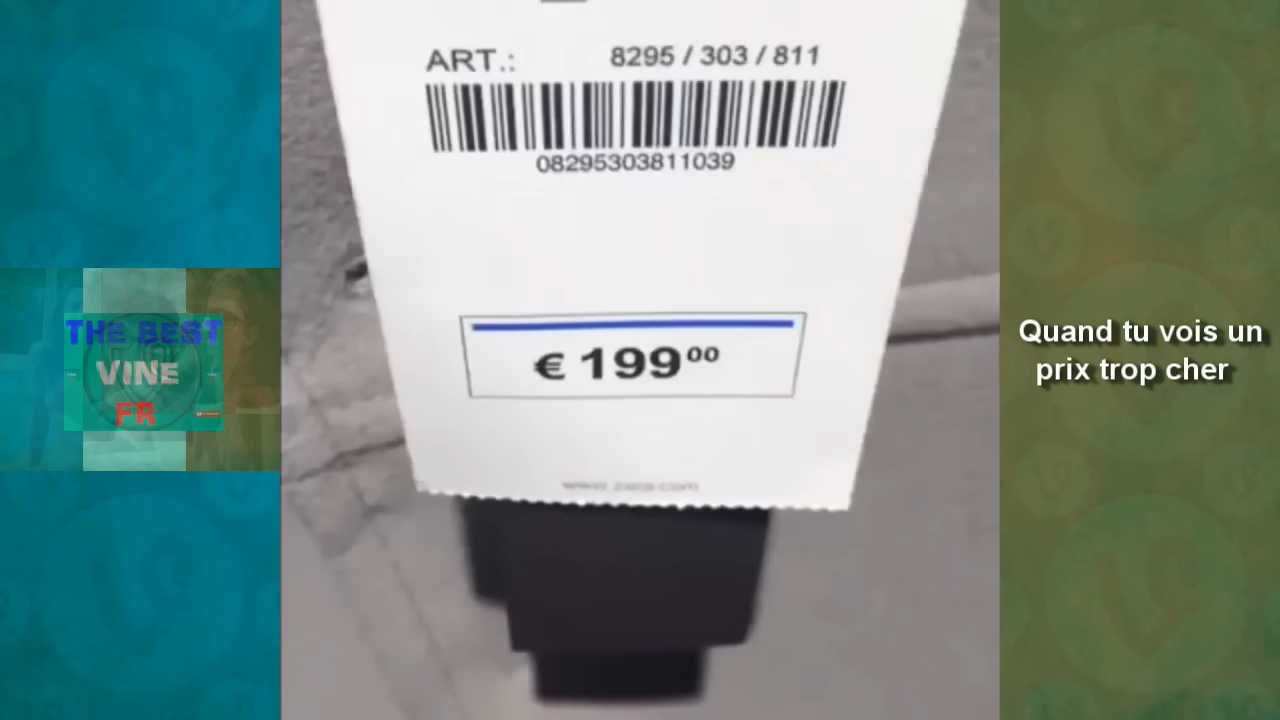 ART.: 8295 / 303 / 811
08295303811039
€ 199⁰⁰
THE BEST
VINE
FR
Quand tu vois un
prix trop cher